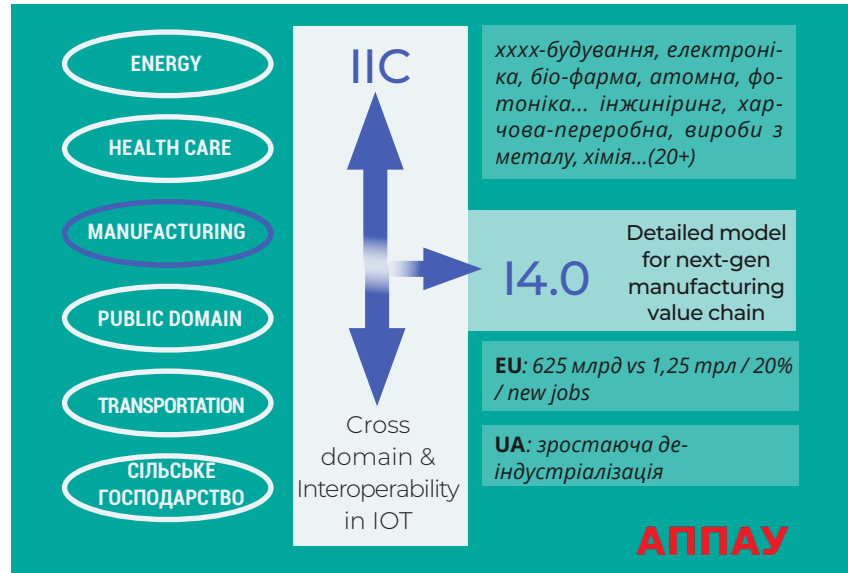 ENERGY
HEALTH CARE
MANUFACTURING
PUBLIC DOMAIN
TRANSPORTATION
СІЛЬСЬКЕ
ГОСПОДАРСТВО
IIC
Cross
domain &
Interoperability
in IOT
хххх-будування, електроні-
ка, біо-фарма, атомна, фо-
тоніка... інжиніринг, хар-
чова-переробна, вироби з
металу, хімія...(20+)
I4.0
Detailed model
for next-gen
manufacturing
value chain
EU: 625 млрд vs 1,25 трл / 20%
/ new jobs
UA: зростаюча де-
індустріалізація
АППАУ